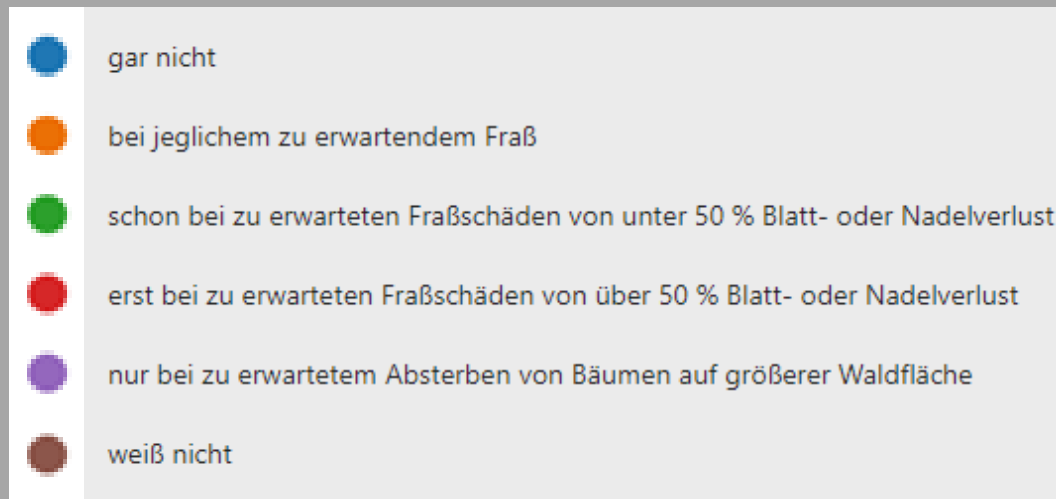 gar nicht
bei jeglichem zu erwartendem Fraß
schon bei zu erwarteten Fraßschäden von unter 50 % Blatt- oder Nadelverlust
erst bei zu erwarteten Fraßschäden von über 50 % Blatt- oder Nadelverlust
nur bei zu erwartetem Absterben von Bäumen auf größerer Waldfläche
weiß nicht